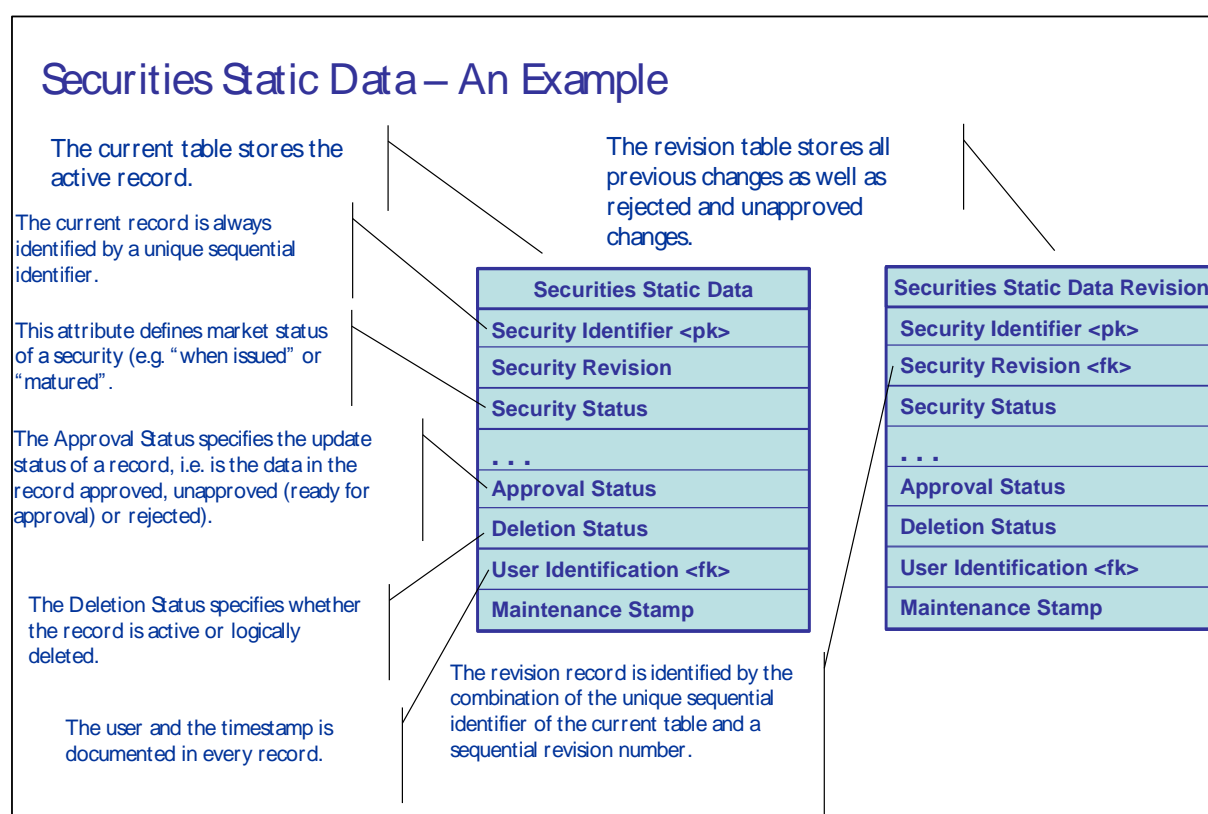 Securities Static Data – An Example
The current table stores the
active record.
The revision table stores all
previous changes as well as
rejected and unapproved
changes.
The current record is always
identified by a unique sequential
identifier.
This attribute defines market status
of a security (e.g. “when issued” or
“matured”.
The Approval Status specifies the update
status of a record, i.e. is the data in the
record approved, unapproved (ready for
approval) or rejected).
The Deletion Status specifies whether
the record is active or logically
deleted.
The user and the timestamp is
documented in every record.
Securities Static Data
Security Identifier <pk>
Security Revision
Security Status
. . .
Approval Status
Deletion Status
User Identification <fk>
Maintenance Stamp
Securities Static Data Revision
Security Identifier <pk>
Security Revision <fk>
Security Status
. . .
Approval Status
Deletion Status
User Identification <fk>
Maintenance Stamp
The revision record is identified by the
combination of the unique sequential
identifier of the current table and a
sequential revision number.